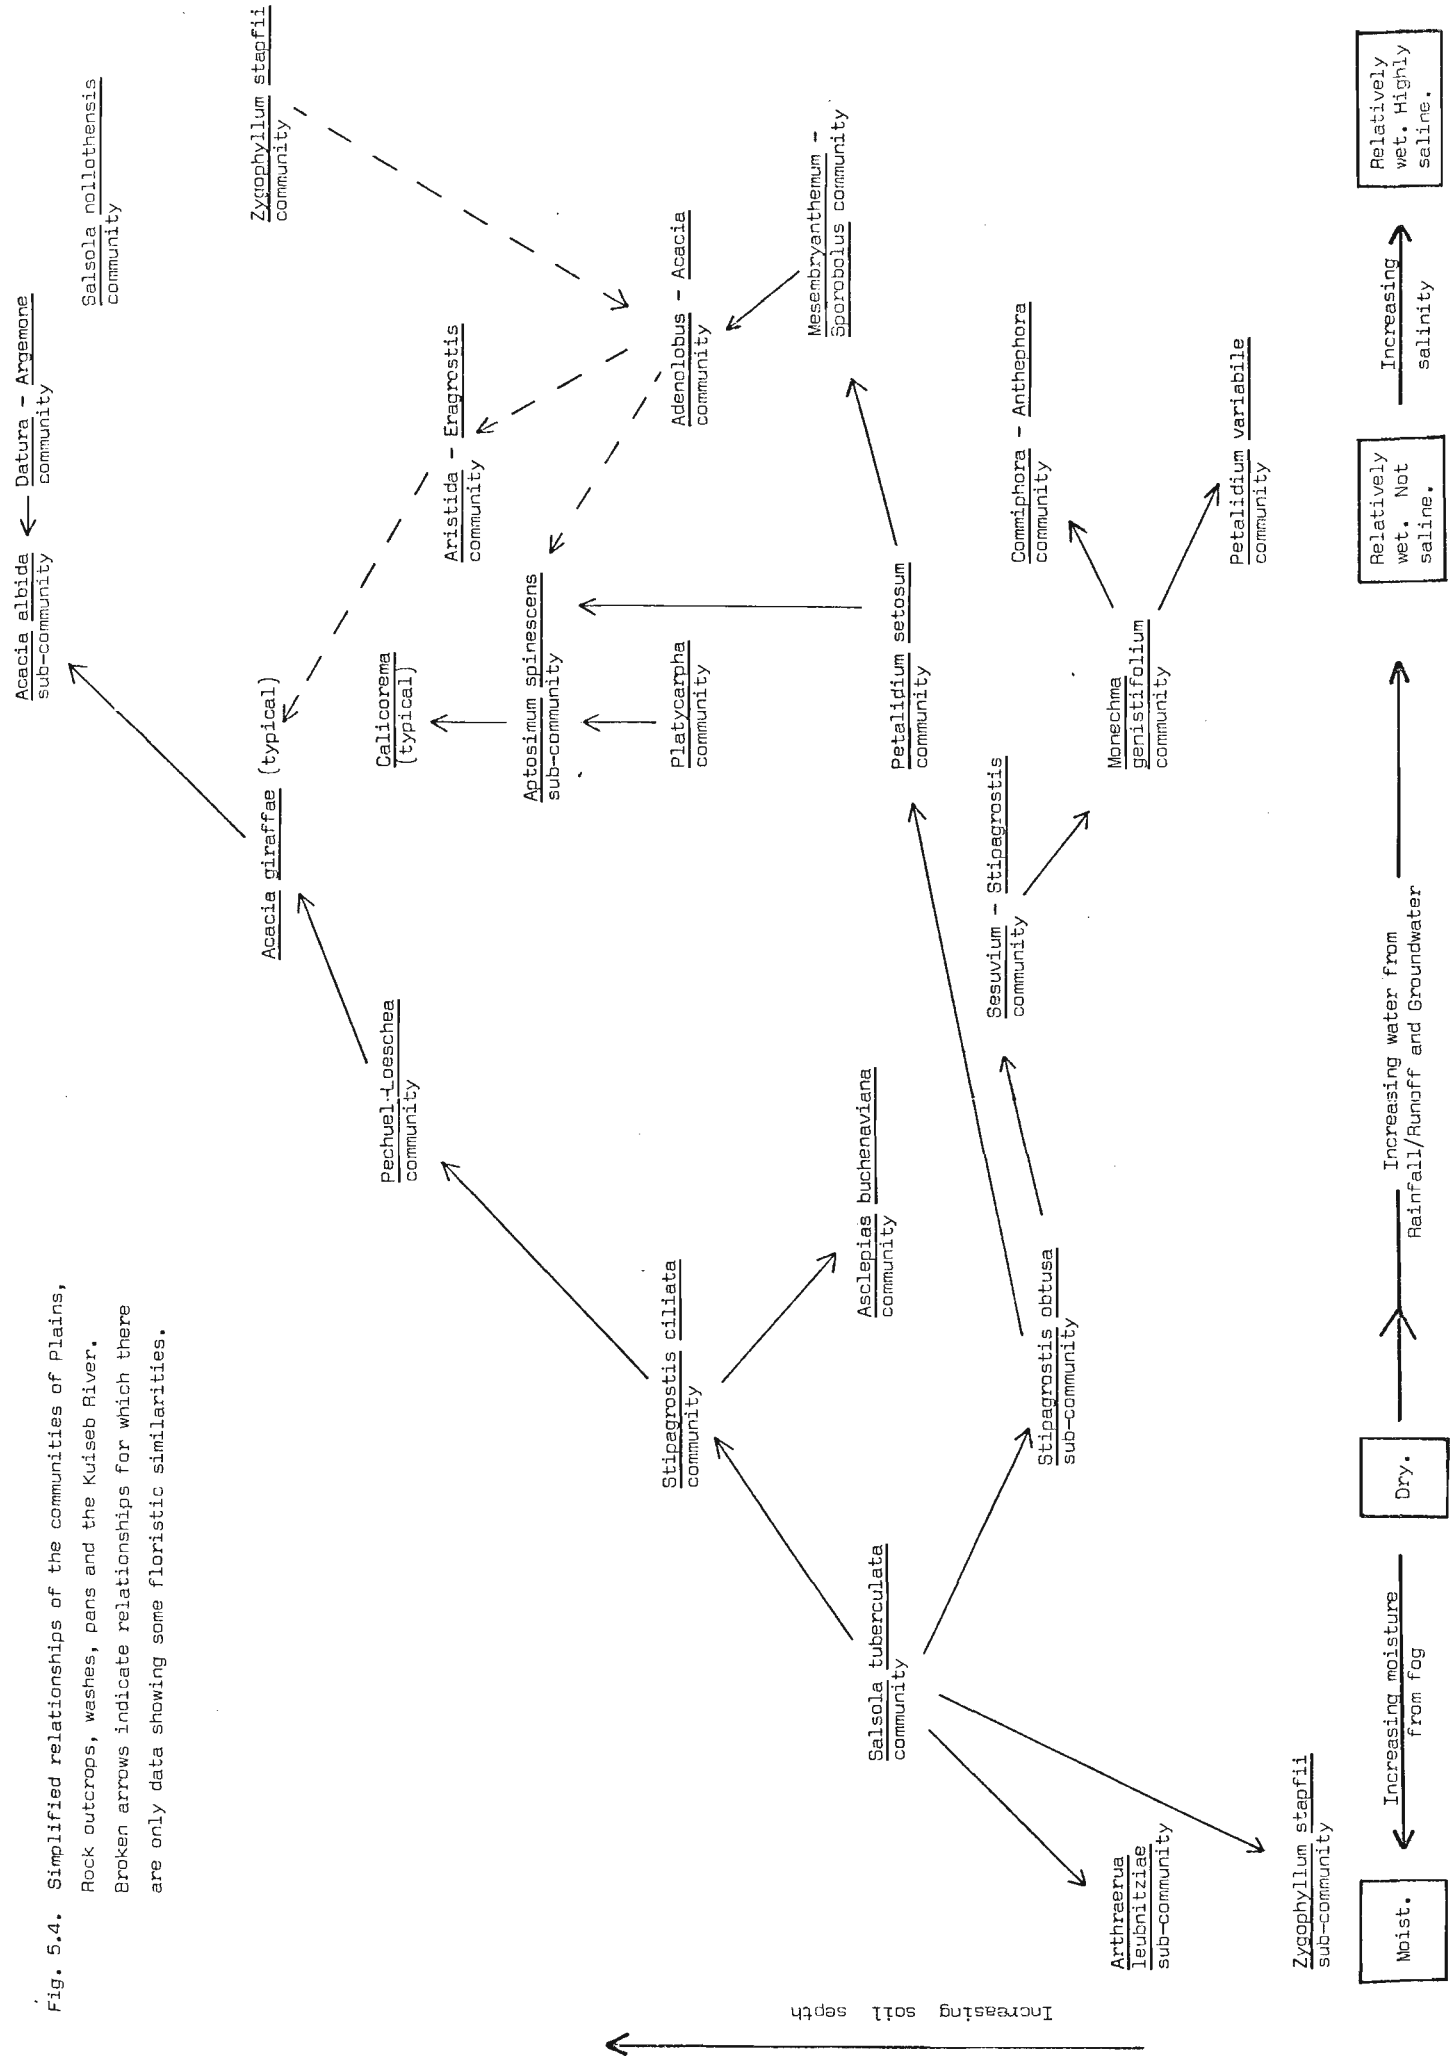 Fig. 5.4. Simplified relationships of the communities of Plains,
Rock outcrops, washes, pans and the Kuiseb River.
Broken arrows indicate relationships for which there
are only data showing some floristic similarities.
Acacia albida
sub-community
Datura - Argemone
community
Salsola nollothensis
community
Acacia giraffae (typical)
Zygophyllum stapfii
community
Pechuel-Loeschea
community
Calicorema
(typical)
Aristida - Eragrostis
community
Aptosimum spinescens
sub-community
Stipagrostis ciliata
community
Platycarpha
community
Adenolobus - Acacia
community
Mesembryanthemum -
Sporobolus community
Asclepias buchenaviana
community
Salsola tuberculata
community
Petalidium setosum
community
Sesuvium - Stipagrostis
community
Commiphora - Anthephora
community
Stipagrostis obtusa
sub-community
Monechma
genistifolium
community
Arthraerua
leubnitziae
sub-community
Petalidium variabile
community
Zygophyllum stapfii
sub-community
Increasing soil septh
Moist.
Increasing moisture
from fog
Dry.
Increasing water from
Rainfall/Runoff and Groundwater
Relatively
wet. Not
saline.
Increasing
salinity
Relatively
wet. Highly
saline.